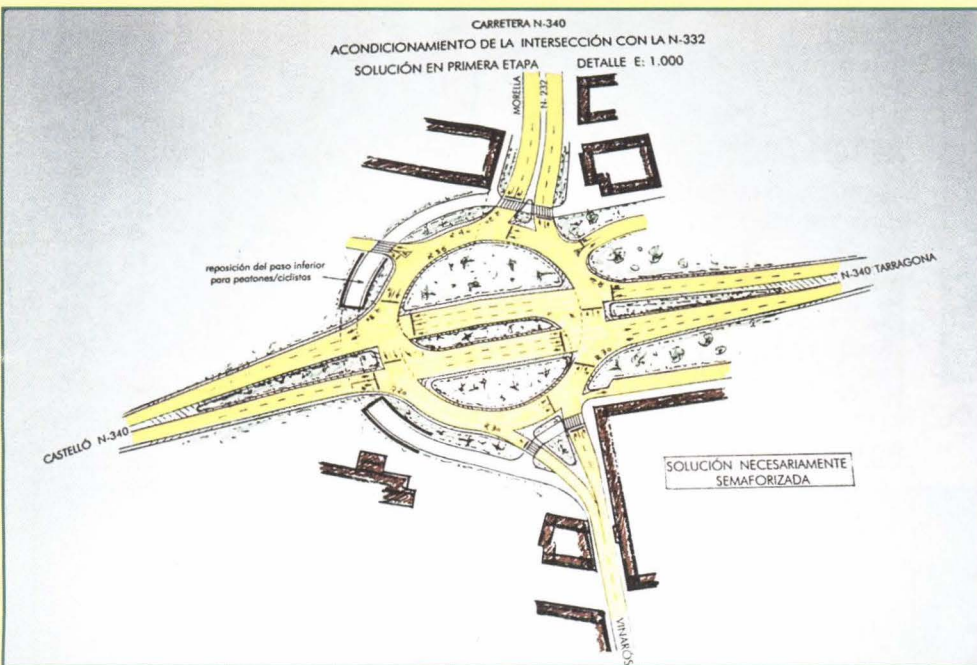 CARRETERA N-340
ACONDICIONAMIENTO DE LA INTERSECCIÓN CON LA N-332
SOLUCIÓN EN PRIMERA ETAPA DETALLE E: 1.000
MORELLA
N-232
reposición del paso inferior
para peatones/ciclistas
N-340 TARRAGONA
CASTELLÓ N-340
SOLUCIÓN NECESARIAMENTE
SEMAFORIZADA
VINARÓS